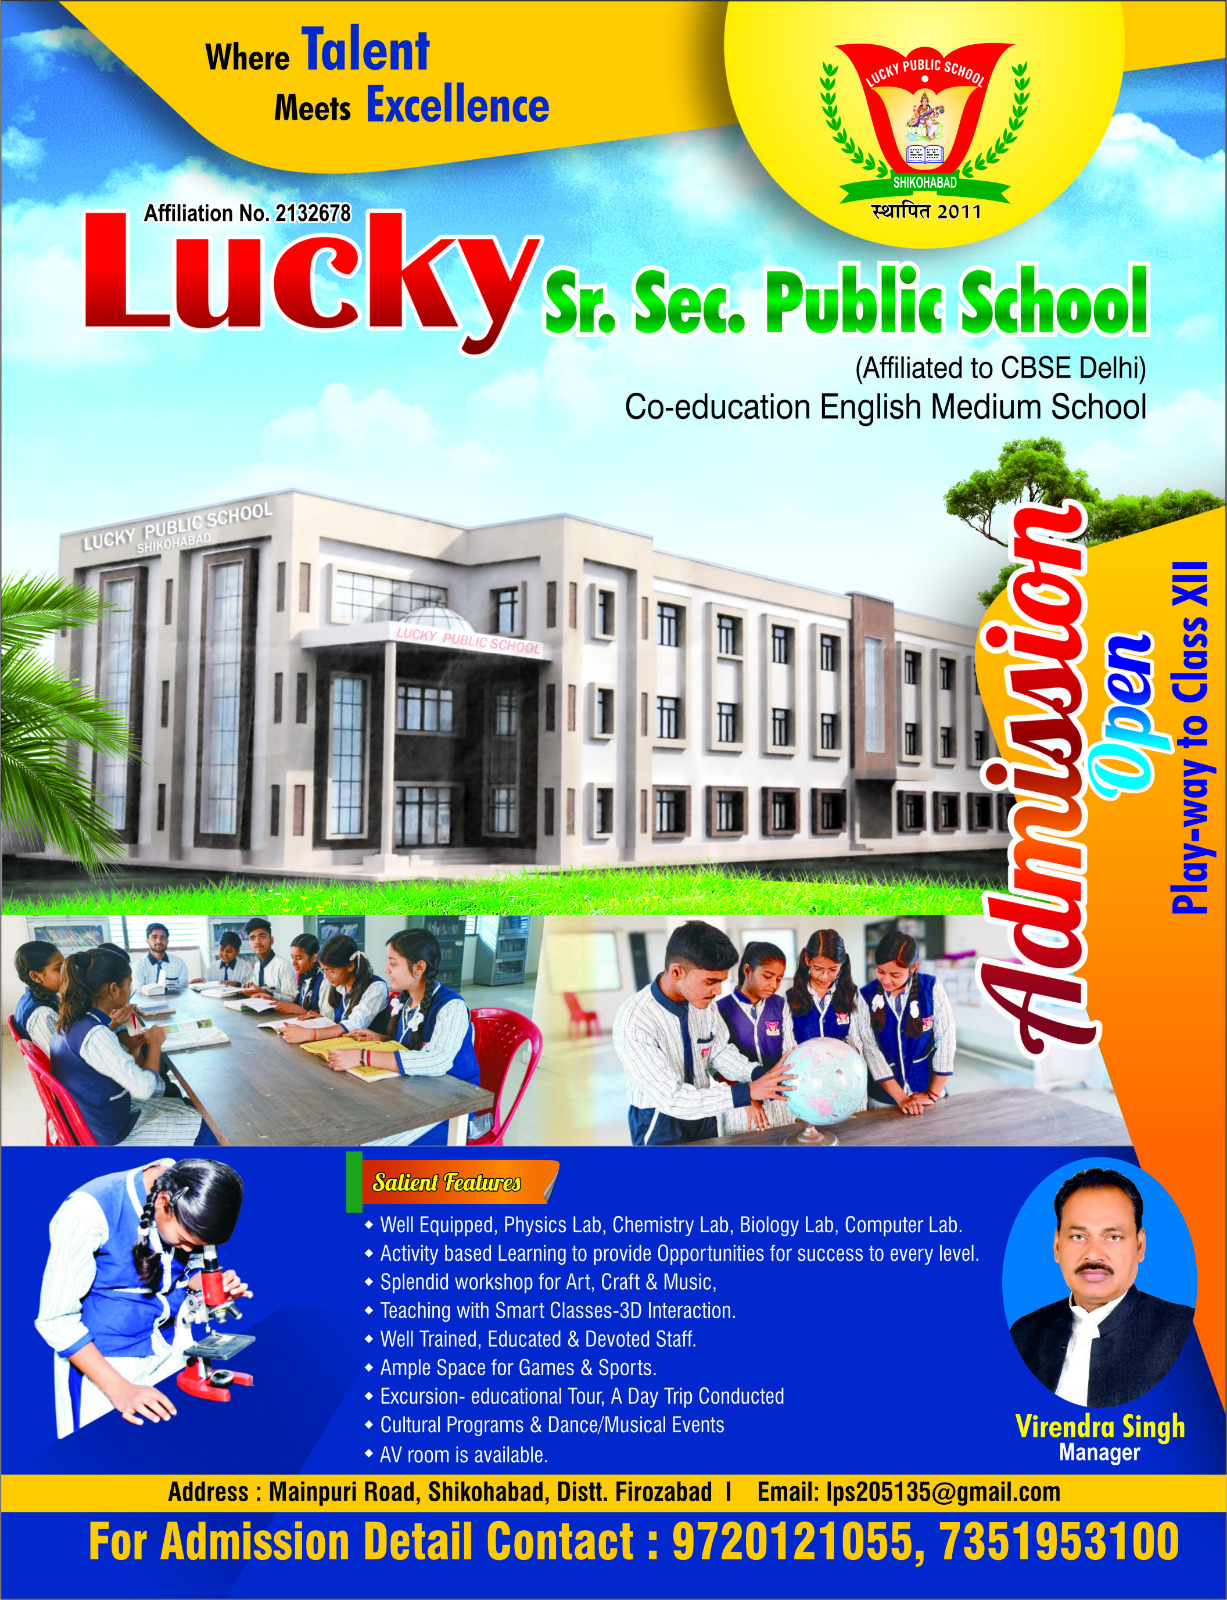 Where Talent
Meets Excellence
LUCKY PUBLIC SCHOOL
SHIKOHABAD
स्थापित 2011
Affiliation No. 2132678
Lucky Sr. Sec. Public School
(Affiliated to CBSE Delhi)
Co-education English Medium School
LUCKY PUBLIC SCHOOL
SHIKOHABAD
LUCKY PUBLIC SCHOOL
Admission
Open
Play-way to Class XII
Salient Features
Well Equipped, Physics Lab, Chemistry Lab, Biology Lab, Computer Lab.
Activity based Learning to provide Opportunities for success to every level.
Splendid workshop for Art, Craft & Music,
Teaching with Smart Classes-3D Interaction.
Well Trained, Educated & Devoted Staff.
Ample Space for Games & Sports.
Excursion- educational Tour, A Day Trip Conducted
Cultural Programs & Dance/Musical Events
AV room is available.
Virendra Singh
Manager
Address : Mainpuri Road, Shikohabad, Distt. Firozabad I Email: lps205135@gmail.com
For Admission Detail Contact : 9720121055, 7351953100